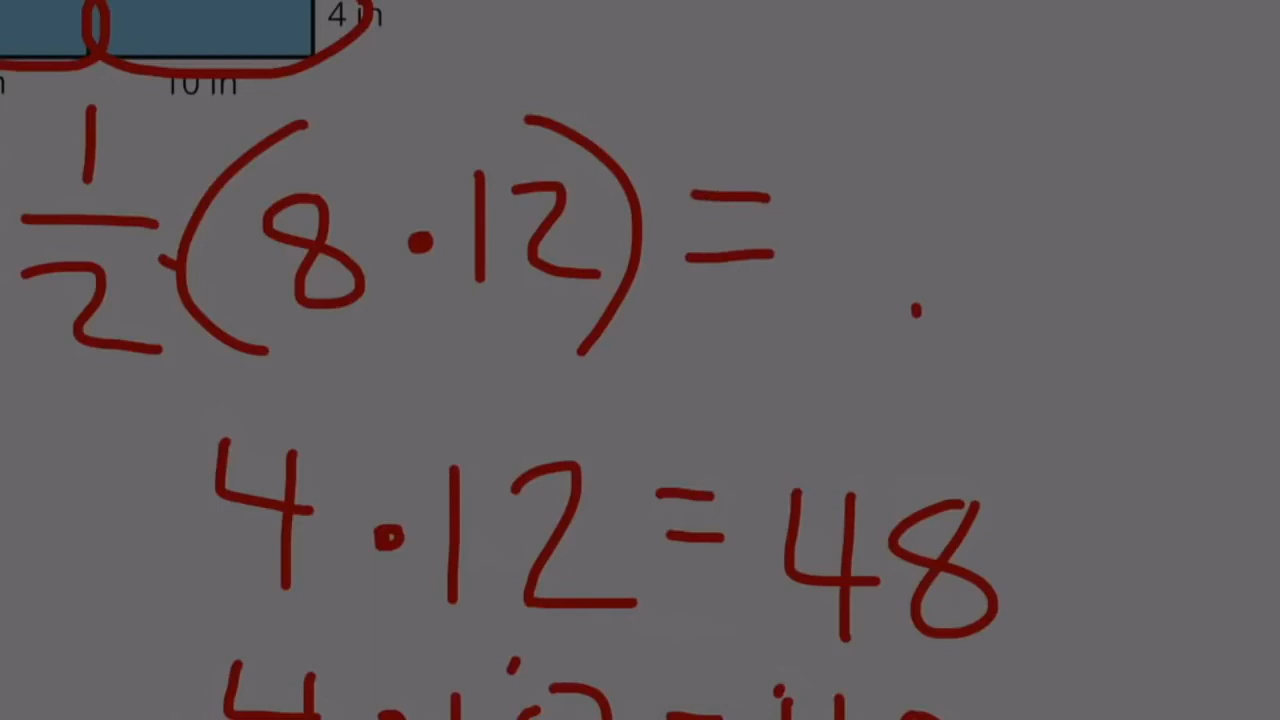 4 in
10 in
1/2 (8 · 12) =
4 · 12 = 48